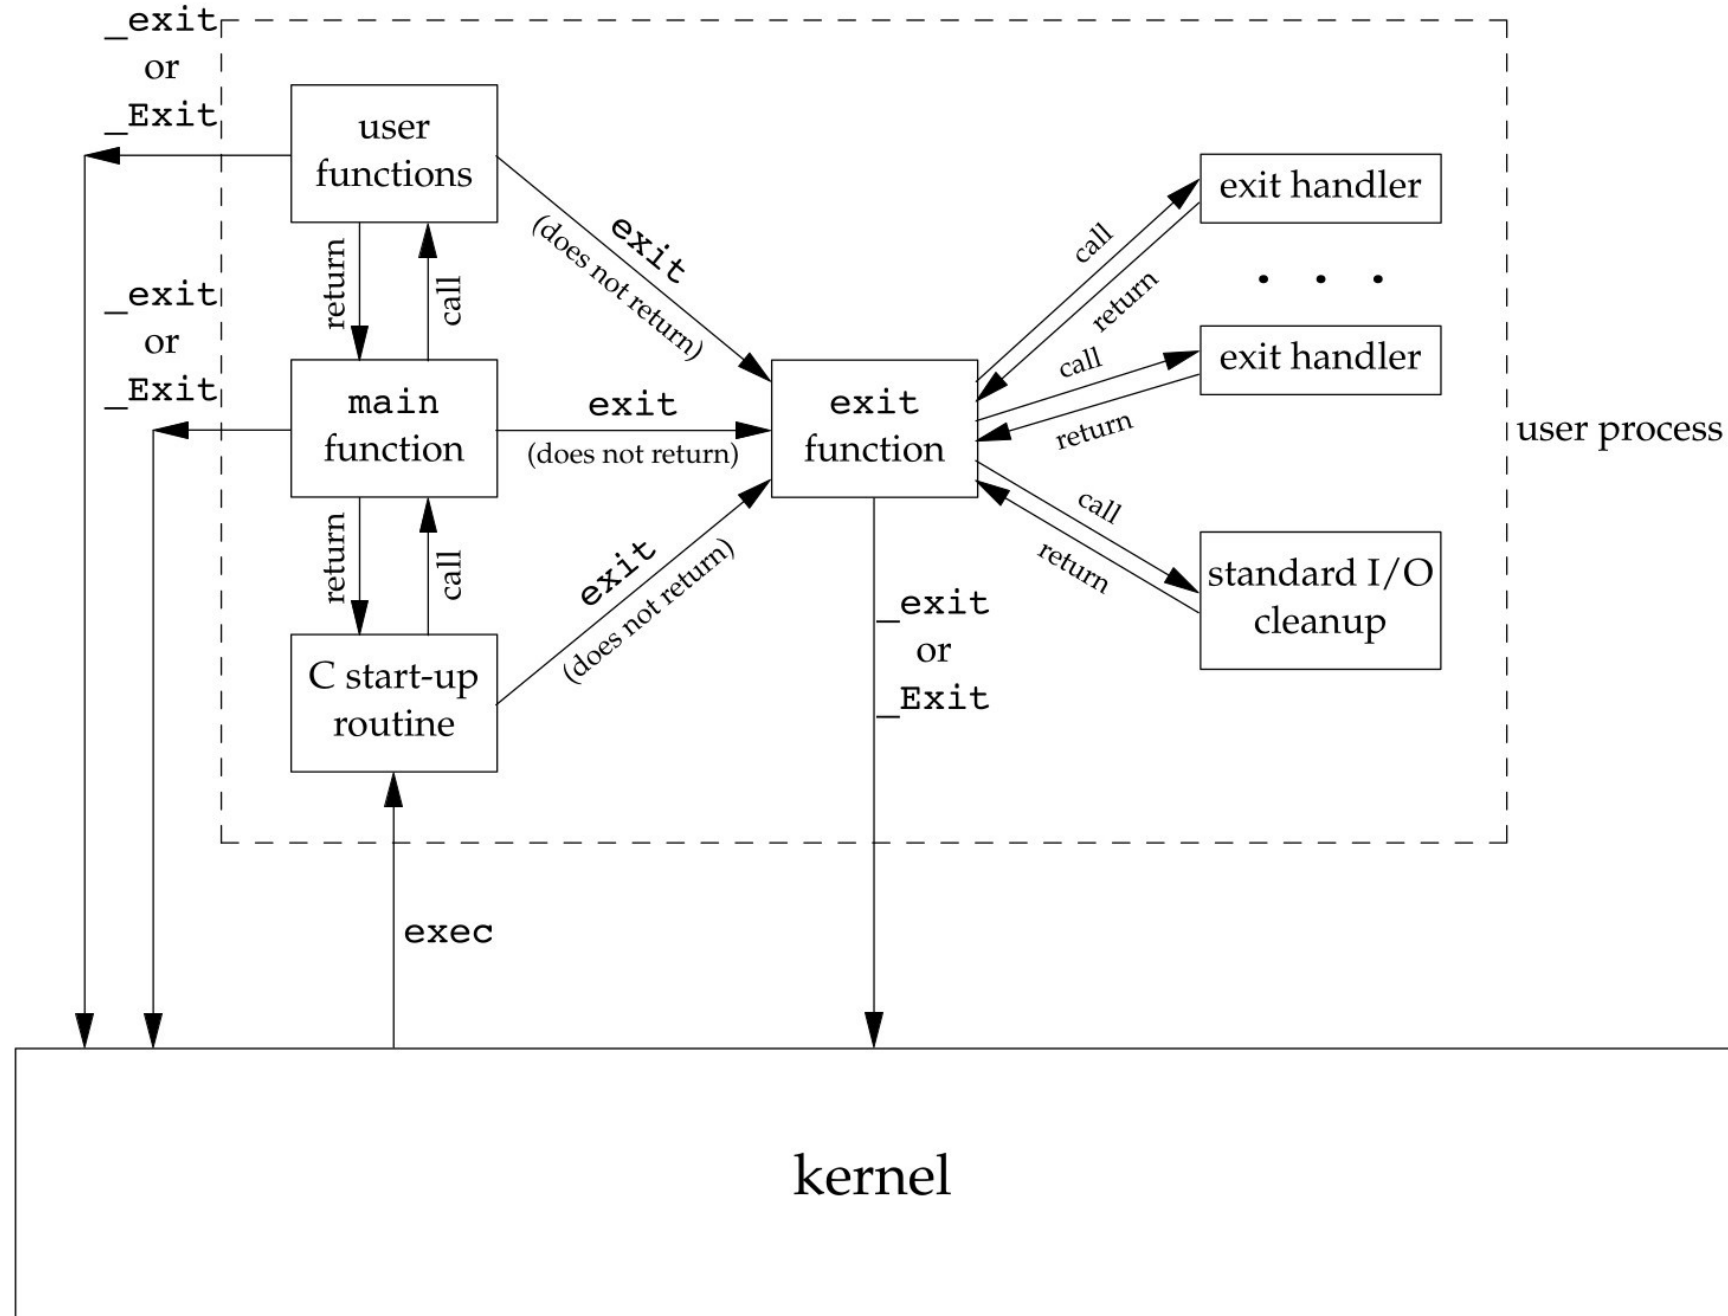 _exit
or
_Exit
user
functions
exit
(does not return)
exit handler
call
return
. . .
return
call
_exit
or
_Exit
exit handler
call
return
main
function
exit
(does not return)
exit
function
user process
return
call
exit
(does not return)
call
return
standard I/O
cleanup
C start-up
routine
_exit
or
_Exit
exec
kernel